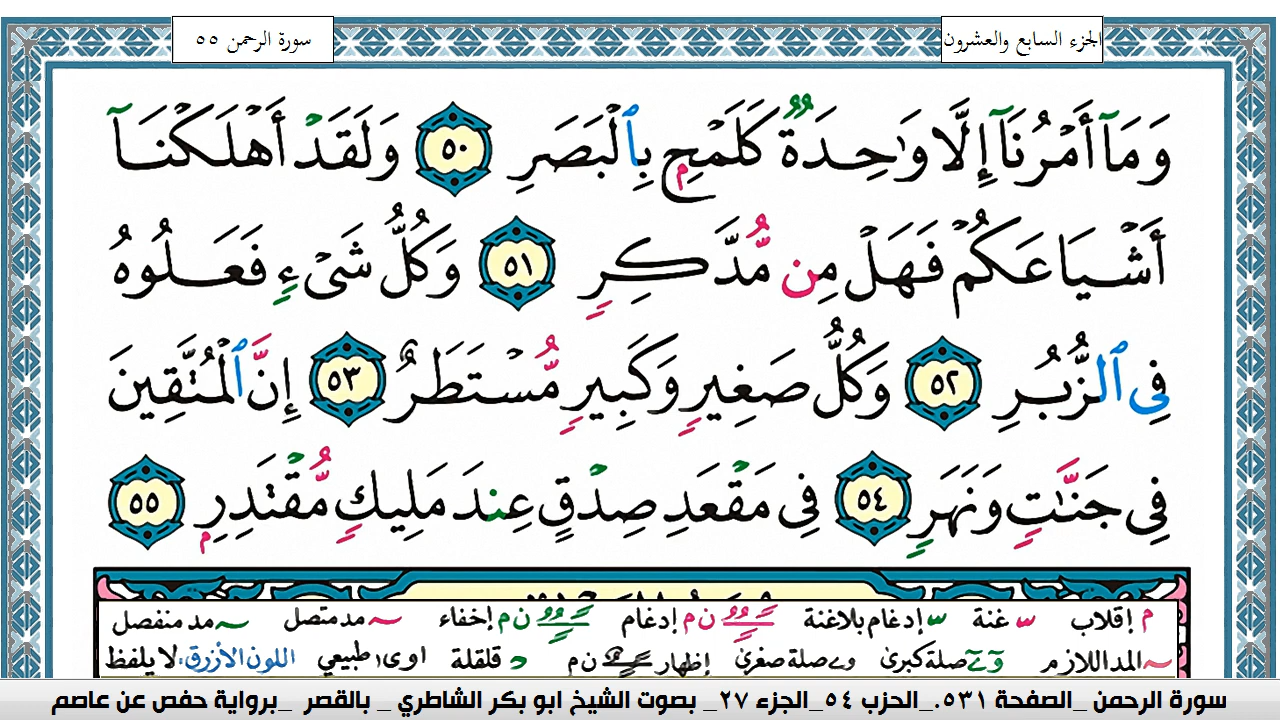 سورة الرحمن ٥٥
الجزء السابع والعشرون
وَمَآ أَمْرُنَآ إِلَّا وَٰحِدَةٌ كَلَمْحِۭ بِٱلْبَصَرِ ٥٠ وَلَقَدْ أَهْلَكْنَآ
أَشْيَاعَكُمْ فَهَلْ مِن مُّدَّكِرٍ ٥١ وَكُلُّ شَىْءٍ فَعَلُوهُ
فِى ٱلزُّبُرِ ٥٢ وَكُلُّ صَغِيرٍ وَكَبِيرٍ مُّسْتَطَرٌ ٥٣ إِنَّ ٱلْمُتَّقِينَ
فِى جَنَّٰتٍ وَنَهَرٍ ٥٤ فِى مَقْعَدِ صِدْقٍ عِندَ مَلِيكٍ مُّقْتَدِرٍۭ ٥٥
م إقلاب غنة إدغام بلاغنة ن م إدغام ن م إخفاء مد متصل مد منفصل
المد اللازم صلة كبرى وے صلة صغرى إظهار ن م قلقلة اوى طبيعي اللون الأزرق: لا يلفظ
سورة الرحمن _الصفحة ٥٣١._الحزب ٥٤_الجزء ٢٧_ بصوت الشيخ ابو بكر الشاطري _ بالقصر _برواية حفص عن عاصم